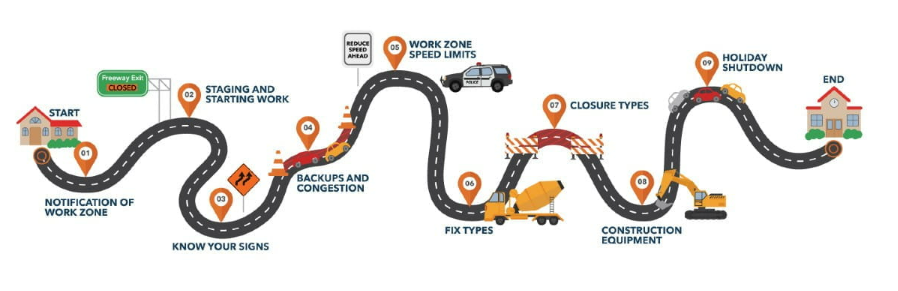 START
01
NOTIFICATION OF
WORK ZONE
Freeway Exit
CLOSED
02
STAGING AND
STARTING WORK
03
KNOW YOUR SIGNS
04
BACKUPS AND
CONGESTION
REDUCE
SPEED
AHEAD
05
WORK ZONE
SPEED LIMITS
POLICE
06
FIX TYPES
07
CLOSURE TYPES
08
CONSTRUCTION
EQUIPMENT
09
HOLIDAY
SHUTDOWN
END